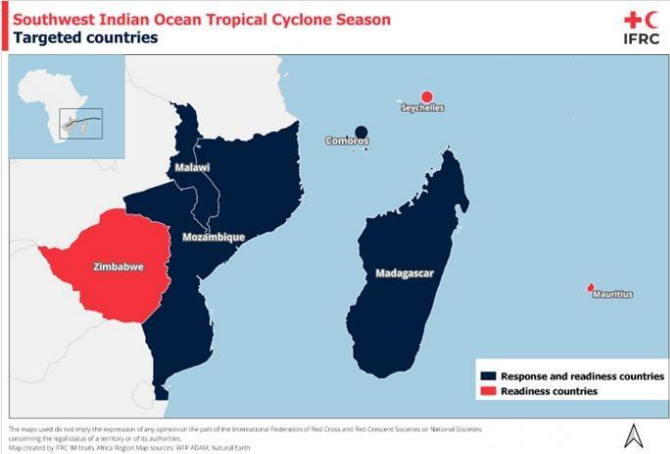 Southwest Indian Ocean Tropical Cyclone Season
Targeted countries
IFRC
Seychelles
Comoros
Malawi
Mozambique
Zimbabwe
Madagascar
Mauritius
Response and readiness countries
Readiness countries
The maps used do not imply the expression of any opinion on the part of the International Federation of Red Cross and Red Crescent Societies or National Societies
concerning the legal status of a territory or of its authorities.
Map created by IFRC IM team, Africa Region.Map sources: WFP ADAM, Natural Earth